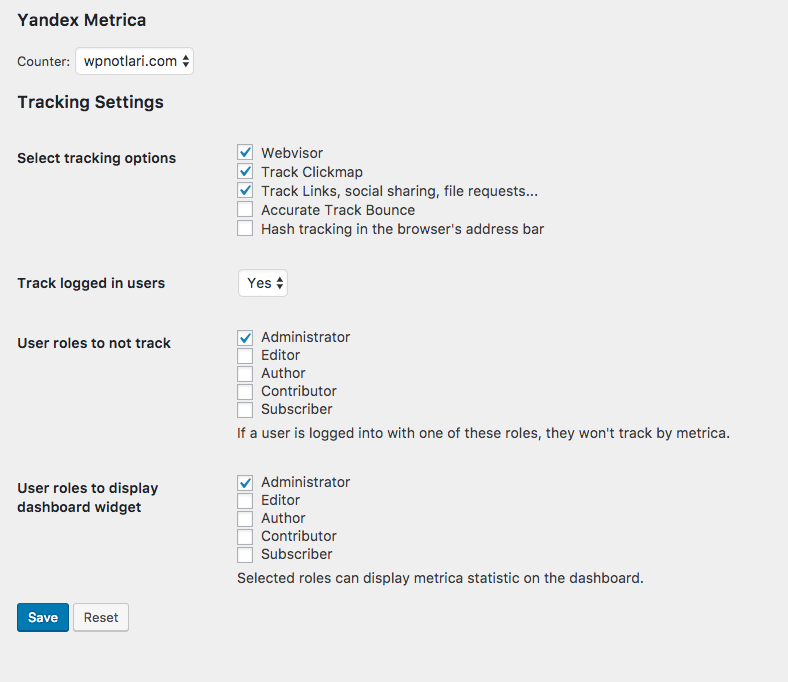 Yandex Metrica
Counter: wpnotlari.com
Tracking Settings
Select tracking options
Webvisor
Track Clickmap
Track Links, social sharing, file requests...
Accurate Track Bounce
Hash tracking in the browser's address bar
Track logged in users
Yes
User roles to not track
Administrator
Editor
Author
Contributor
Subscriber
If a user is logged into with one of these roles, they won't track by metrica.
User roles to display
dashboard widget
Administrator
Editor
Author
Contributor
Subscriber
Selected roles can display metrica statistic on the dashboard.
Save Reset